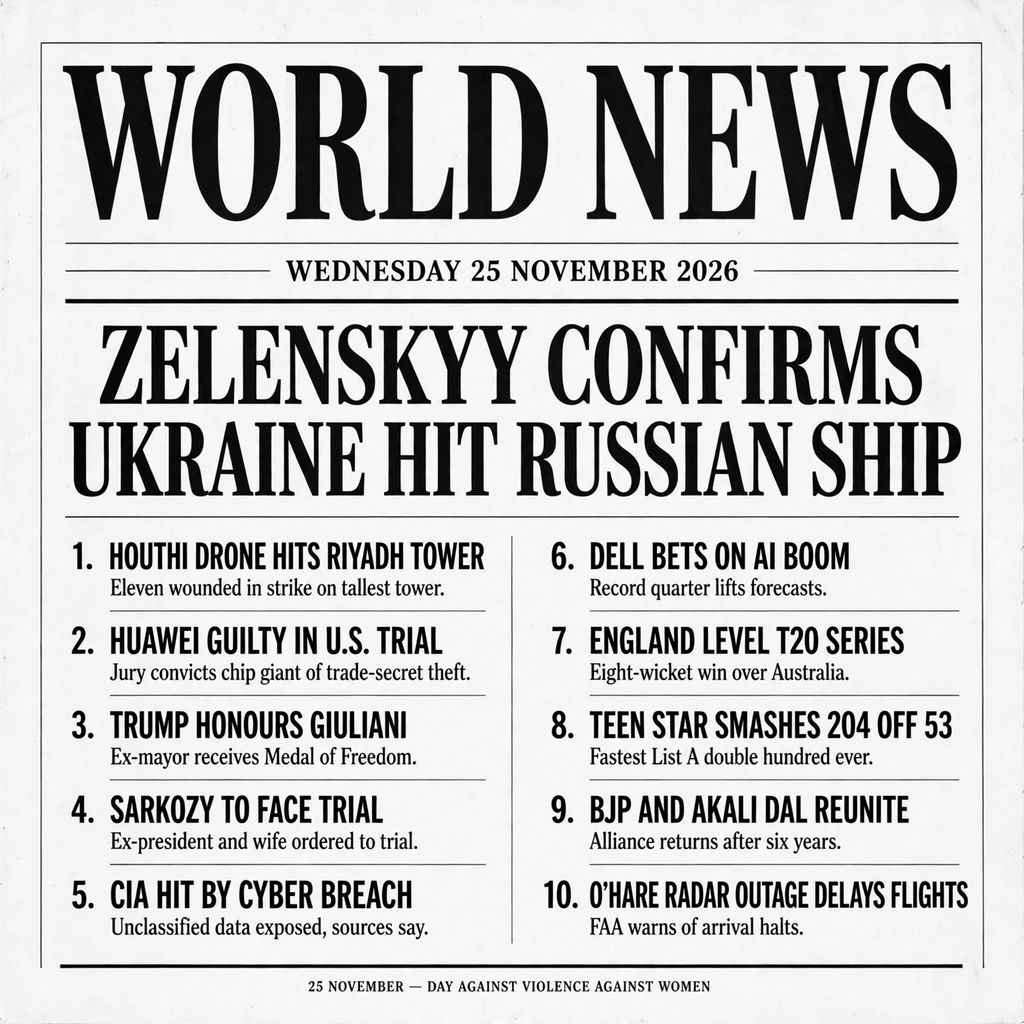 WORLD NEWS
WEDNESDAY 25 NOVEMBER 2026
ZELENSKYY CONFIRMS
UKRAINE HIT RUSSIAN SHIP
1. HOUTHI DRONE HITS RIYADH TOWER
Eleven wounded in strike on tallest tower.
2. HUAWEI GUILTY IN U.S. TRIAL
Jury convicts chip giant of trade-secret theft.
3. TRUMP HONOURS GIULIANI
Ex-mayor receives Medal of Freedom.
4. SARKOZY TO FACE TRIAL
Ex-president and wife ordered to trial.
5. CIA HIT BY CYBER BREACH
Unclassified data exposed, sources say.
6. DELL BETS ON AI BOOM
Record quarter lifts forecasts.
7. ENGLAND LEVEL T20 SERIES
Eight-wicket win over Australia.
8. TEEN STAR SMASHES 204 OFF 53
Fastest List A double hundred ever.
9. BJP AND AKALI DAL REUNITE
Alliance returns after six years.
10. O'HARE RADAR OUTAGE DELAYS FLIGHTS
FAA warns of arrival halts.
25 NOVEMBER — DAY AGAINST VIOLENCE AGAINST WOMEN